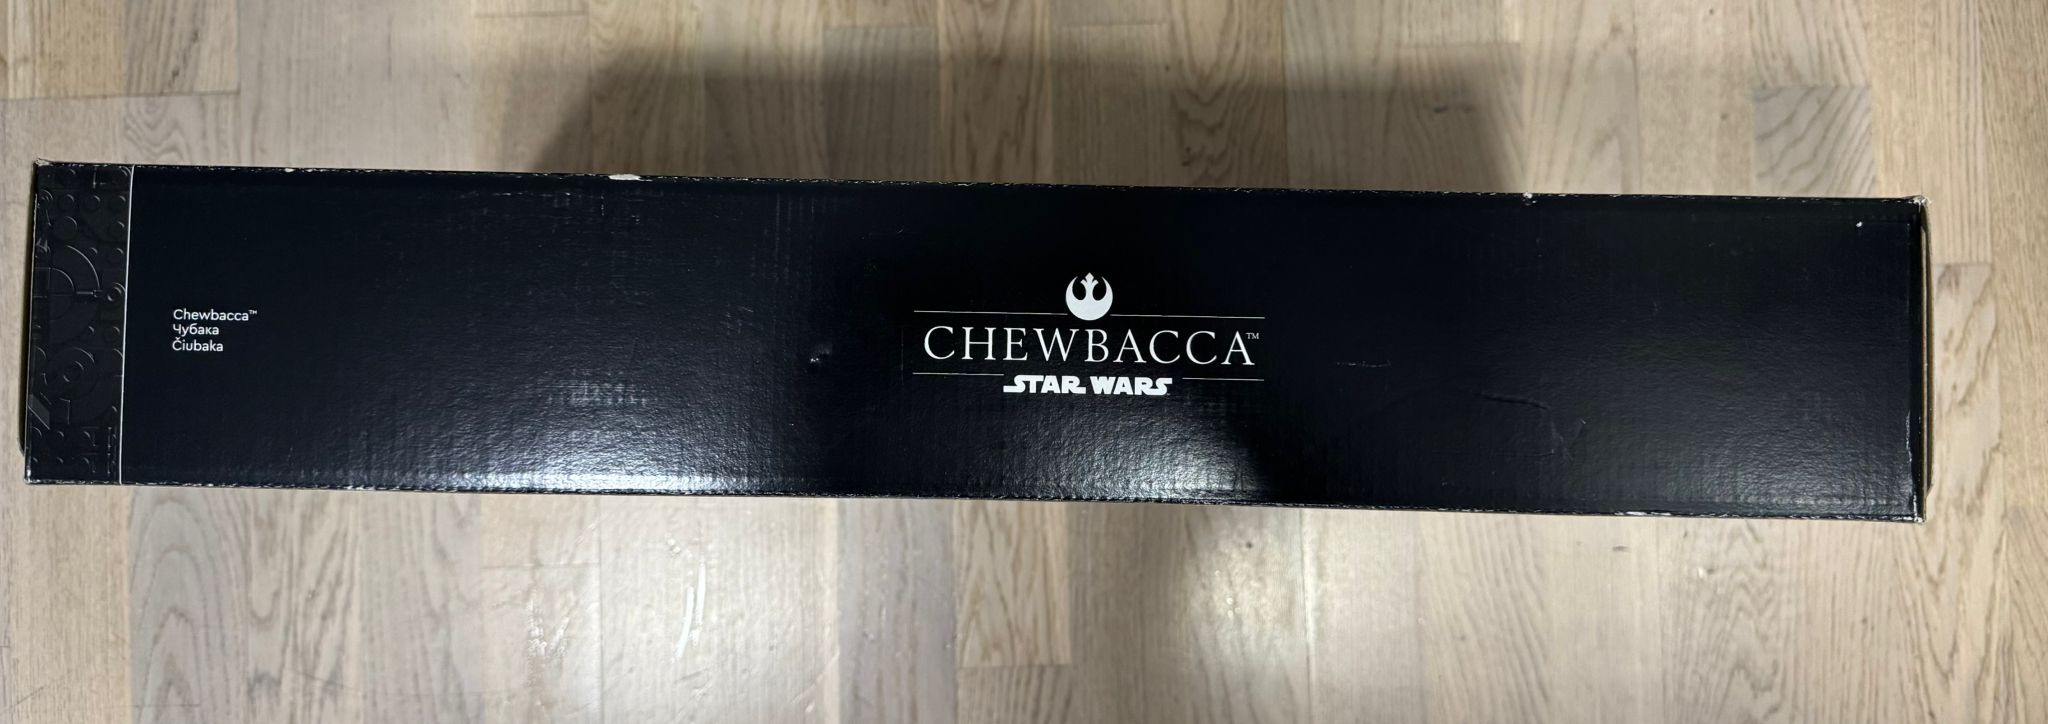 Chewbacca™
Чубака
Čiubaka
CHEWBACCA™
STAR WARS